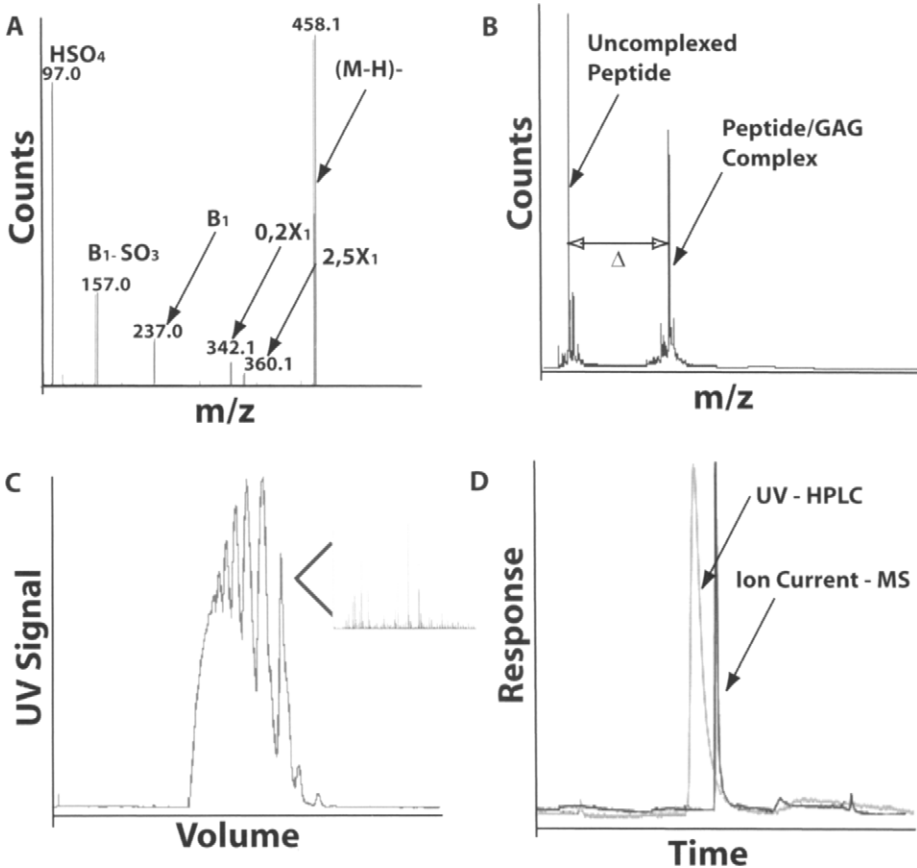 A
458.1
HSO4
97.0
(M-H)-
B1
0,2X1
B1- SO3
2,5X1
157.0
237.0
342.1
360.1
Counts
m/z
B
Uncomplexed
Peptide
Peptide/GAG
Complex
Δ
Counts
m/z
C
UV Signal
Volume
D
UV - HPLC
Ion Current - MS
Response
Time